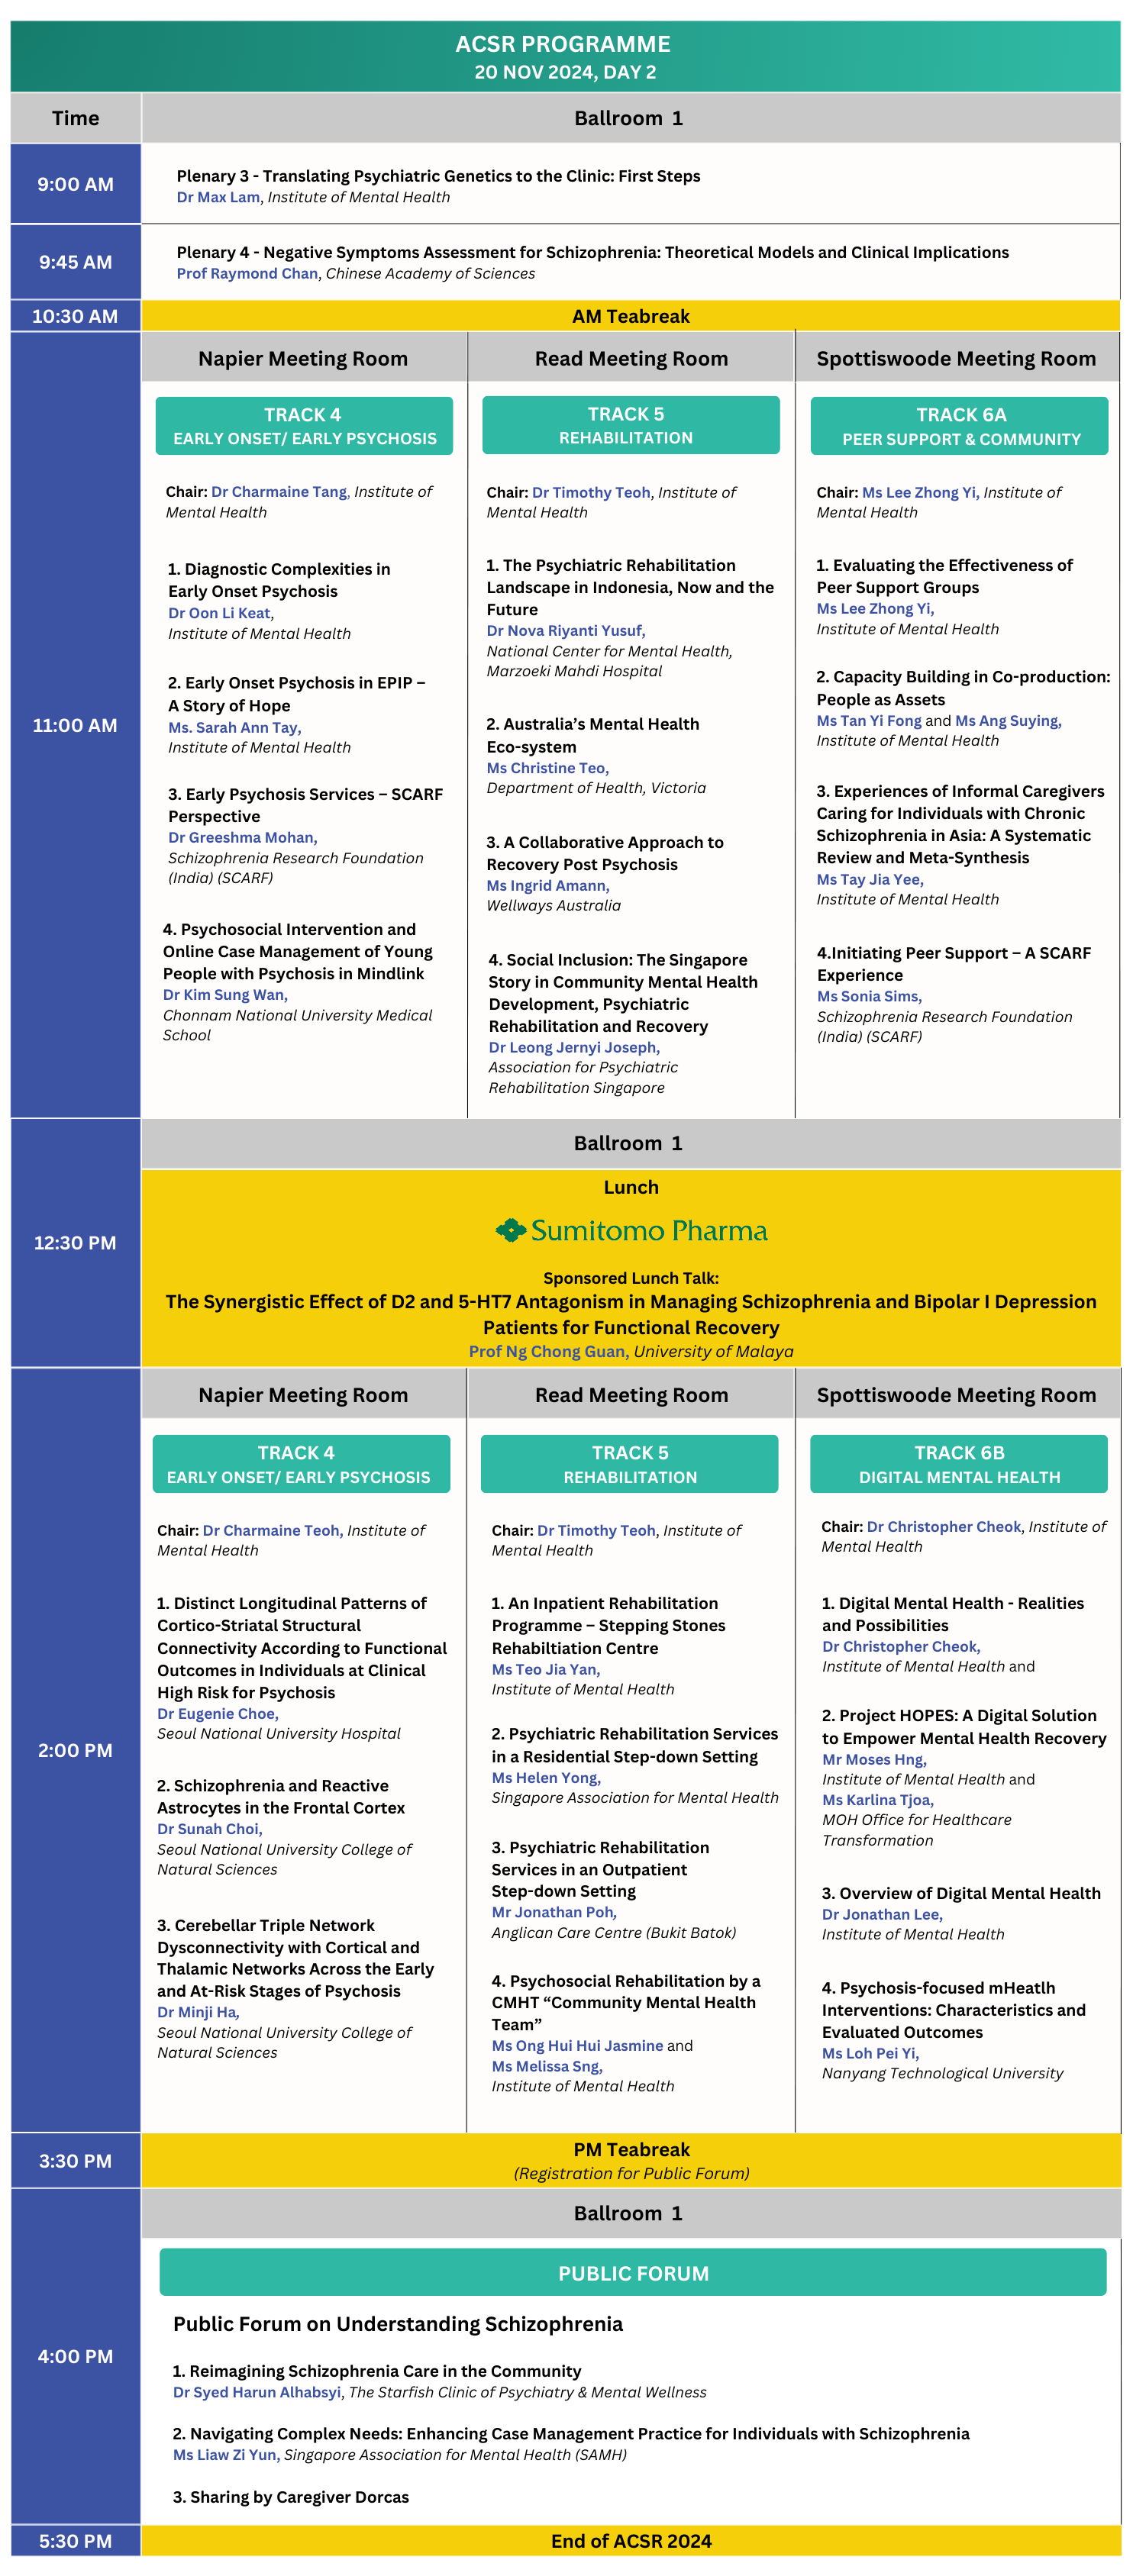 ACSR PROGRAMME
20 NOV 2024, DAY 2
Time
Ballroom 1
9:00 AM
Plenary 3 - Translating Psychiatric Genetics to the Clinic: First Steps
Dr Max Lam, Institute of Mental Health
9:45 AM
Plenary 4 - Negative Symptoms Assessment for Schizophrenia: Theoretical Models and Clinical Implications
Prof Raymond Chan, Chinese Academy of Sciences
10:30 AM
AM Teabreak
11:00 AM
Napier Meeting Room
TRACK 4
EARLY ONSET/ EARLY PSYCHOSIS
Chair: Dr Charmaine Tang, Institute of
Mental Health
1. Diagnostic Complexities in
Early Onset Psychosis
Dr Oon Li Keat,
Institute of Mental Health
2. Early Onset Psychosis in EPIP –
A Story of Hope
Ms. Sarah Ann Tay,
Institute of Mental Health
3. Early Psychosis Services – SCARF
Perspective
Dr Greeshma Mohan,
Schizophrenia Research Foundation
(India) (SCARF)
4. Psychosocial Intervention and
Online Case Management of Young
People with Psychosis in Mindlink
Dr Kim Sung Wan,
Chonnam National University Medical
School
Read Meeting Room
TRACK 5
REHABILITATION
Chair: Dr Timothy Teoh, Institute of
Mental Health
1. The Psychiatric Rehabilitation
Landscape in Indonesia, Now and the
Future
Dr Nova Riyanti Yusuf,
National Center for Mental Health,
Marzoeki Mahdi Hospital
2. Australia’s Mental Health
Eco-system
Ms Christine Teo,
Department of Health, Victoria
3. A Collaborative Approach to
Recovery Post Psychosis
Ms Ingrid Amann,
Wellways Australia
4. Social Inclusion: The Singapore
Story in Community Mental Health
Development, Psychiatric
Rehabilitation and Recovery
Dr Leong Jernyi Joseph,
Association for Psychiatric
Rehabilitation Singapore
Spottiswoode Meeting Room
TRACK 6A
PEER SUPPORT & COMMUNITY
Chair: Ms Lee Zhong Yi, Institute of
Mental Health
1. Evaluating the Effectiveness of
Peer Support Groups
Ms Lee Zhong Yi,
Institute of Mental Health
2. Capacity Building in Co-production:
People as Assets
Ms Tan Yi Fong and Ms Ang Suying,
Institute of Mental Health
3. Experiences of Informal Caregivers
Caring for Individuals with Chronic
Schizophrenia in Asia: A Systematic
Review and Meta-Synthesis
Ms Tay Jia Yee,
Institute of Mental Health
4.Initiating Peer Support – A SCARF
Experience
Ms Sonia Sims,
Schizophrenia Research Foundation
(India) (SCARF)
12:30 PM
Ballroom 1
Lunch
Sumitomo Pharma
Sponsored Lunch Talk:
The Synergistic Effect of D2 and 5-HT7 Antagonism in Managing Schizophrenia and Bipolar I Depression
Patients for Functional Recovery
Prof Ng Chong Guan, University of Malaya
2:00 PM
Napier Meeting Room
TRACK 4
EARLY ONSET/ EARLY PSYCHOSIS
Chair: Dr Charmaine Teoh, Institute of
Mental Health
1. Distinct Longitudinal Patterns of
Cortico-Striatal Structural
Connectivity According to Functional
Outcomes in Individuals at Clinical
High Risk for Psychosis
Dr Eugenie Choe,
Seoul National University Hospital
2. Schizophrenia and Reactive
Astrocytes in the Frontal Cortex
Dr Sunah Choi,
Seoul National University College of
Natural Sciences
3. Cerebellar Triple Network
Dysconnectivity with Cortical and
Thalamic Networks Across the Early
and At-Risk Stages of Psychosis
Dr Minji Ha,
Seoul National University College of
Natural Sciences
Read Meeting Room
TRACK 5
REHABILITATION
Chair: Dr Timothy Teoh, Institute of
Mental Health
1. An Inpatient Rehabilitation
Programme – Stepping Stones
Rehabiltiation Centre
Ms Teo Jia Yan,
Institute of Mental Health
2. Psychiatric Rehabilitation Services
in a Residential Step-down Setting
Ms Helen Yong,
Singapore Association for Mental Health
3. Psychiatric Rehabilitation
Services in an Outpatient
Step-down Setting
Mr Jonathan Poh,
Anglican Care Centre (Bukit Batok)
4. Psychosocial Rehabilitation by a
CMHT “Community Mental Health
Team”
Ms Ong Hui Hui Jasmine and
Ms Melissa Sng,
Institute of Mental Health
Spottiswoode Meeting Room
TRACK 6B
DIGITAL MENTAL HEALTH
Chair: Dr Christopher Cheok, Institute of
Mental Health
1. Digital Mental Health - Realities
and Possibilities
Dr Christopher Cheok,
Institute of Mental Health and
2. Project HOPES: A Digital Solution
to Empower Mental Health Recovery
Mr Moses Hng,
Institute of Mental Health and
Ms Karlina Tjoa,
MOH Office for Healthcare
Transformation
3. Overview of Digital Mental Health
Dr Jonathan Lee,
Institute of Mental Health
4. Psychosis-focused mHeatlh
Interventions: Characteristics and
Evaluated Outcomes
Ms Loh Pei Yi,
Nanyang Technological University
3:30 PM
PM Teabreak
(Registration for Public Forum)
4:00 PM
Ballroom 1
PUBLIC FORUM
Public Forum on Understanding Schizophrenia
1. Reimagining Schizophrenia Care in the Community
Dr Syed Harun Alhabsyi, The Starfish Clinic of Psychiatry & Mental Wellness
2. Navigating Complex Needs: Enhancing Case Management Practice for Individuals with Schizophrenia
Ms Liaw Zi Yun, Singapore Association for Mental Health (SAMH)
3. Sharing by Caregiver Dorcas
5:30 PM
End of ACSR 2024